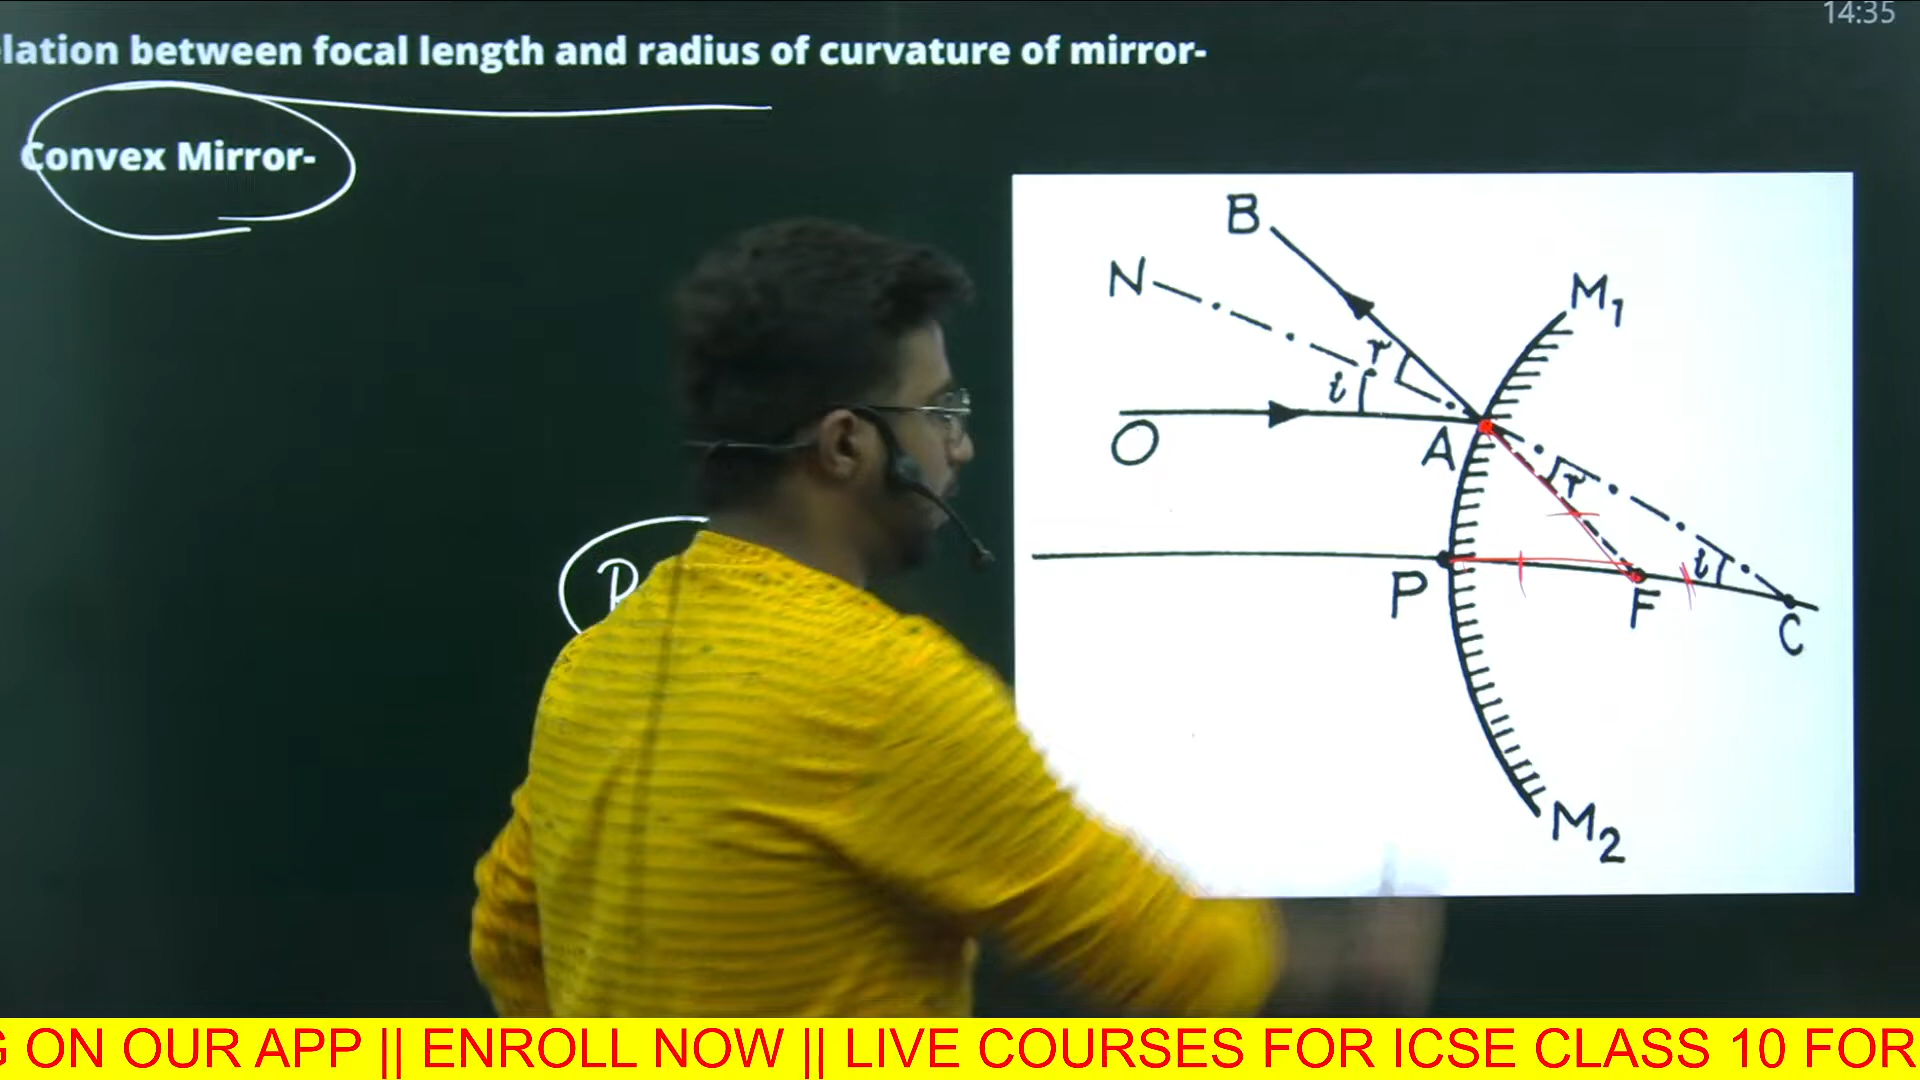 14:35
elation between focal length and radius of curvature of mirror-
Convex Mirror-
B
N
M1
r
i
O
A
r
i
P
F
C
M2
R
G ON OUR APP || ENROLL NOW || LIVE COURSES FOR ICSE CLASS 10 FOR